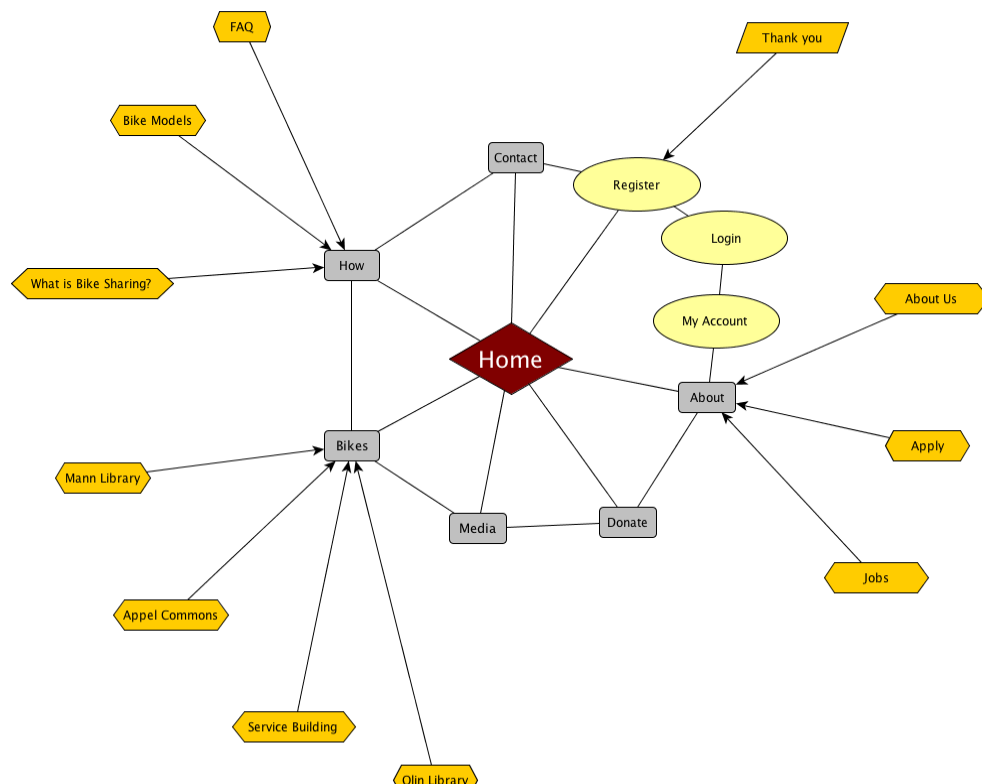 FAQ
Thank you
Bike Models
Contact
Register
Login
How
What is Bike Sharing?
About Us
My Account
Home
About
Bikes
Apply
Mann Library
Media
Donate
Jobs
Appel Commons
Service Building
Olin Library